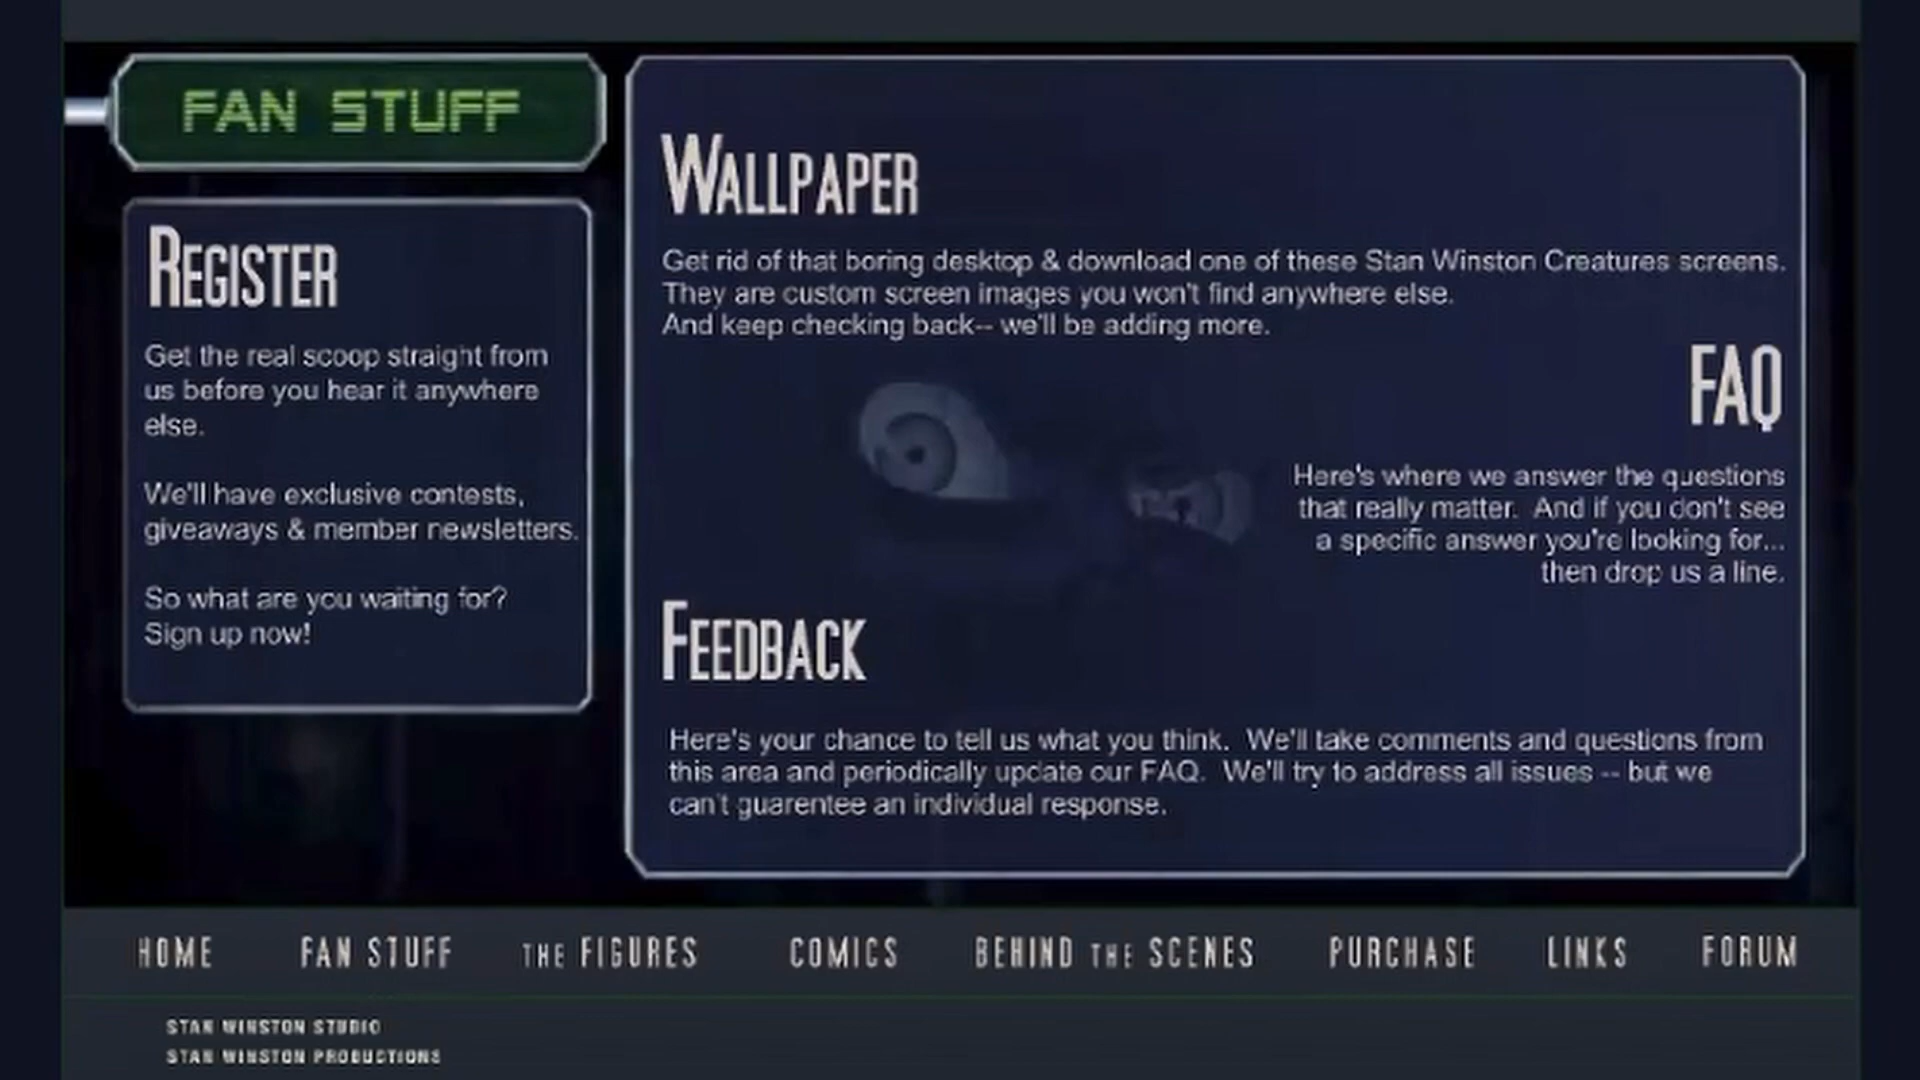 FAN STUFF
REGISTER
Get the real scoop straight from
us before you hear it anywhere
else.
We'll have exclusive contests,
giveaways & member newsletters.
So what are you waiting for?
Sign up now!
WALLPAPER
Get rid of that boring desktop & download one of these Stan Winston Creatures screens.
They are custom screen images you won't find anywhere else.
And keep checking back-- we'll be adding more.
FAQ
Here's where we answer the questions
that really matter. And if you don't see
a specific answer you're looking for...
then drop us a line.
FEEDBACK
Here's your chance to tell us what you think. We'll take comments and questions from
this area and periodically update our FAQ. We'll try to address all issues -- but we
can't guarentee an individual response.
HOME FAN STUFF THE FIGURES COMICS BEHIND THE SCENES PURCHASE LINKS FORUM
STAN WINSTON STUDIO
STAN WINSTON PRODUCTIONS